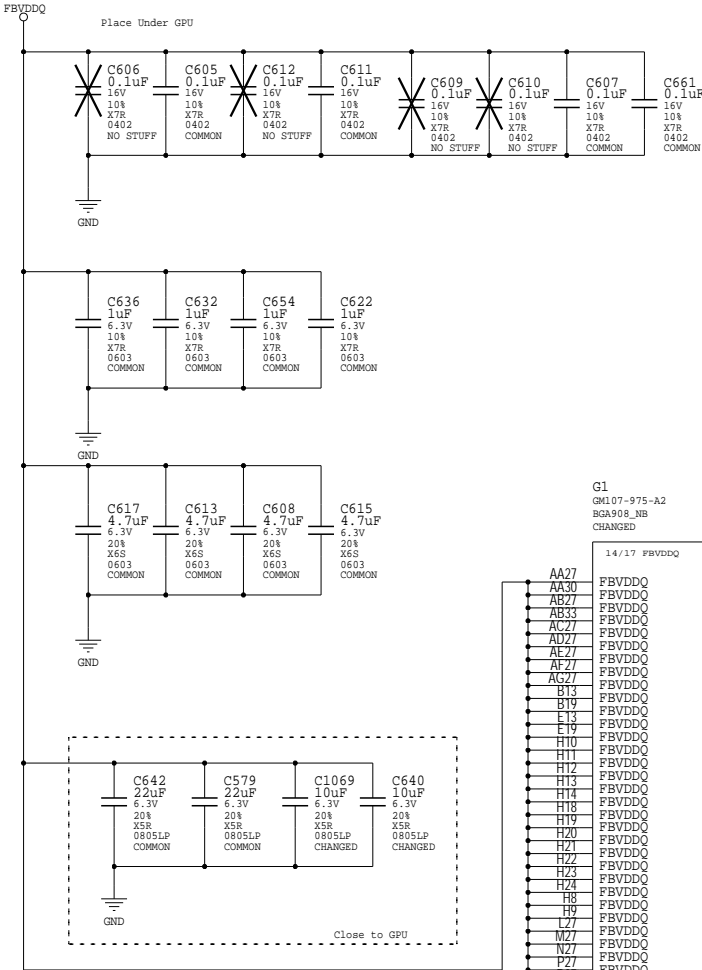 FBVDDQ
Place Under GPU
C606
0.1uF
16V
10%
X7R
0402
NO STUFF
C605
0.1uF
16V
10%
X7R
0402
COMMON
C612
0.1uF
16V
10%
X7R
0402
NO STUFF
C611
0.1uF
16V
10%
X7R
0402
COMMON
C609
0.1uF
16V
10%
X7R
0402
NO STUFF
C610
0.1uF
16V
10%
X7R
0402
NO STUFF
C607
0.1uF
16V
10%
X7R
0402
COMMON
C661
0.1uF
16V
10%
X7R
0402
COMMON
GND
C636
1uF
6.3V
10%
X7R
0603
COMMON
C632
1uF
6.3V
10%
X7R
0603
COMMON
C654
1uF
6.3V
10%
X7R
0603
COMMON
C622
1uF
6.3V
10%
X7R
0603
COMMON
GND
C617
4.7uF
6.3V
20%
X6S
0603
COMMON
C613
4.7uF
6.3V
20%
X6S
0603
COMMON
C608
4.7uF
6.3V
20%
X6S
0603
COMMON
C615
4.7uF
6.3V
20%
X6S
0603
COMMON
GND
C642
22uF
6.3V
20%
X5R
0805LP
COMMON
C579
22uF
6.3V
20%
X5R
0805LP
COMMON
C1069
10uF
6.3V
20%
X5R
0805LP
CHANGED
C640
10uF
6.3V
20%
X5R
0805LP
CHANGED
GND
Close to GPU
G1
GM107-975-A2
BGA908_NB
CHANGED
14/17 FBVDDQ
AA27 FBVDDQ
AA30 FBVDDQ
AB27 FBVDDQ
AB33 FBVDDQ
AC27 FBVDDQ
AD27 FBVDDQ
AE27 FBVDDQ
AF27 FBVDDQ
AG27 FBVDDQ
B13 FBVDDQ
B19 FBVDDQ
E13 FBVDDQ
E19 FBVDDQ
H10 FBVDDQ
H11 FBVDDQ
H12 FBVDDQ
H13 FBVDDQ
H14 FBVDDQ
H18 FBVDDQ
H19 FBVDDQ
H20 FBVDDQ
H21 FBVDDQ
H22 FBVDDQ
H23 FBVDDQ
H24 FBVDDQ
H8 FBVDDQ
H9 FBVDDQ
L27 FBVDDQ
M27 FBVDDQ
N27 FBVDDQ
P27 FBVDDQ